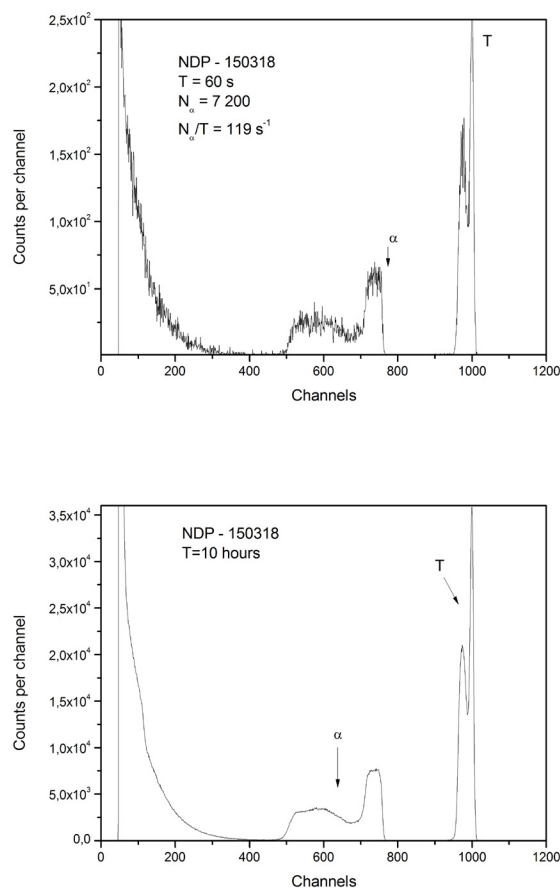 2,5x10²
2,0x10²
1,5x10²
1,0x10²
5,0x10¹
Counts per channel
NDP - 150318
T = 60 s
Nα = 7 200
Nα/T = 119 s⁻¹
T
α
0 200 400 600 800 1000 1200
Channels
3,5x10⁴
3,0x10⁴
2,5x10⁴
2,0x10⁴
1,5x10⁴
1,0x10⁴
5,0x10³
0,0
Counts per channel
NDP - 150318
T=10 hours
T
α
0 200 400 600 800 1000 1200
Channels